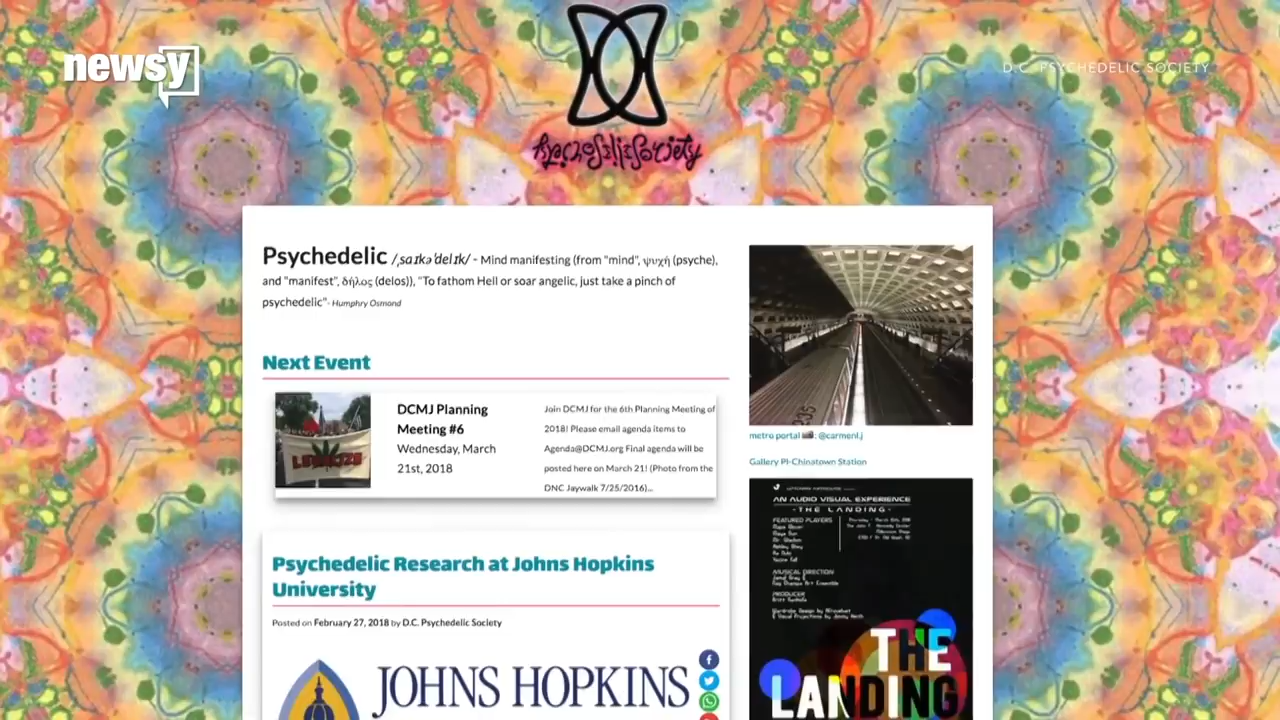 newsy
D.C. PSYCHEDELIC SOCIETY
Psychedelic /ˌsaɪkəˈdelɪk/ - Mind manifesting (from "mind", ψυχή (psyche),
and "manifest", δήλος (delos)), "To fathom Hell or soar angelic, just take a pinch of
psychedelic"- Humphry Osmond
Next Event
DCMJ Planning
Meeting #6
Wednesday, March
21st, 2018
Join DCMJ for the 6th Planning Meeting of
2018! Please email agenda items to
Agenda@DCMJ.org Final agenda will be
posted here on March 21! (Photo from the
DNC Jaywalk 7/25/2016)...
Psychedelic Research at Johns Hopkins
University
Posted on February 27, 2018 by D.C. Psychedelic Society
JOHNS HOPKINS
metro portal : @carmenl.j
Gallery Pl-Chinatown Station
AN AUDIO VISUAL EXPERIENCE
- THE LANDING -
FEATURED PLAYERS
MUSICAL DIRECTION
PRODUCER
THE
LANDING